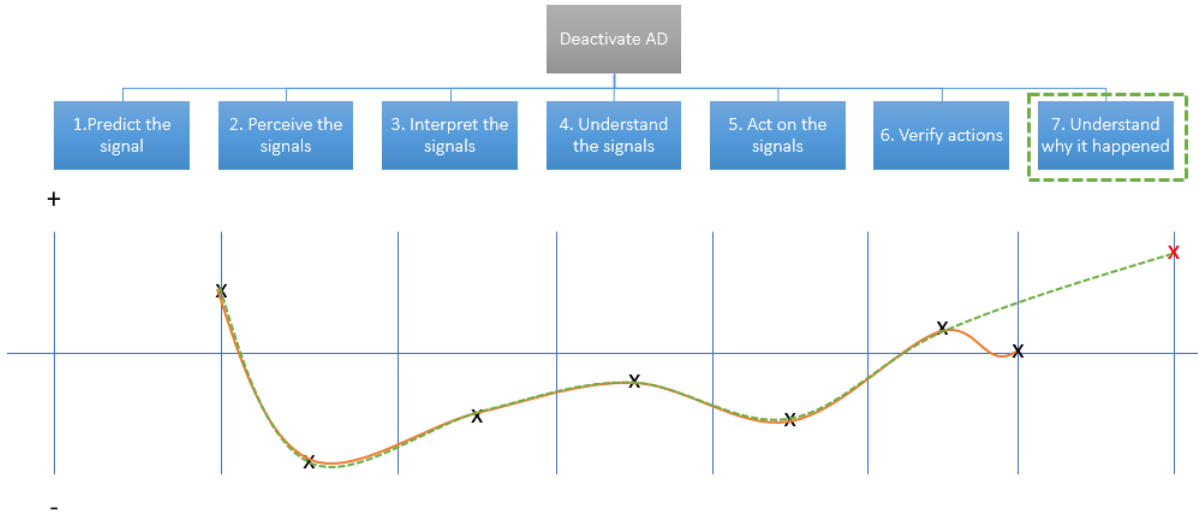 Deactivate AD
1.Predict the
signal
2. Perceive the
signals
3. Interpret the
signals
4. Understand
the signals
5. Act on the
signals
6. Verify actions
7. Understand
why it happened
+
x
x
x
x
x
x
x
x
-